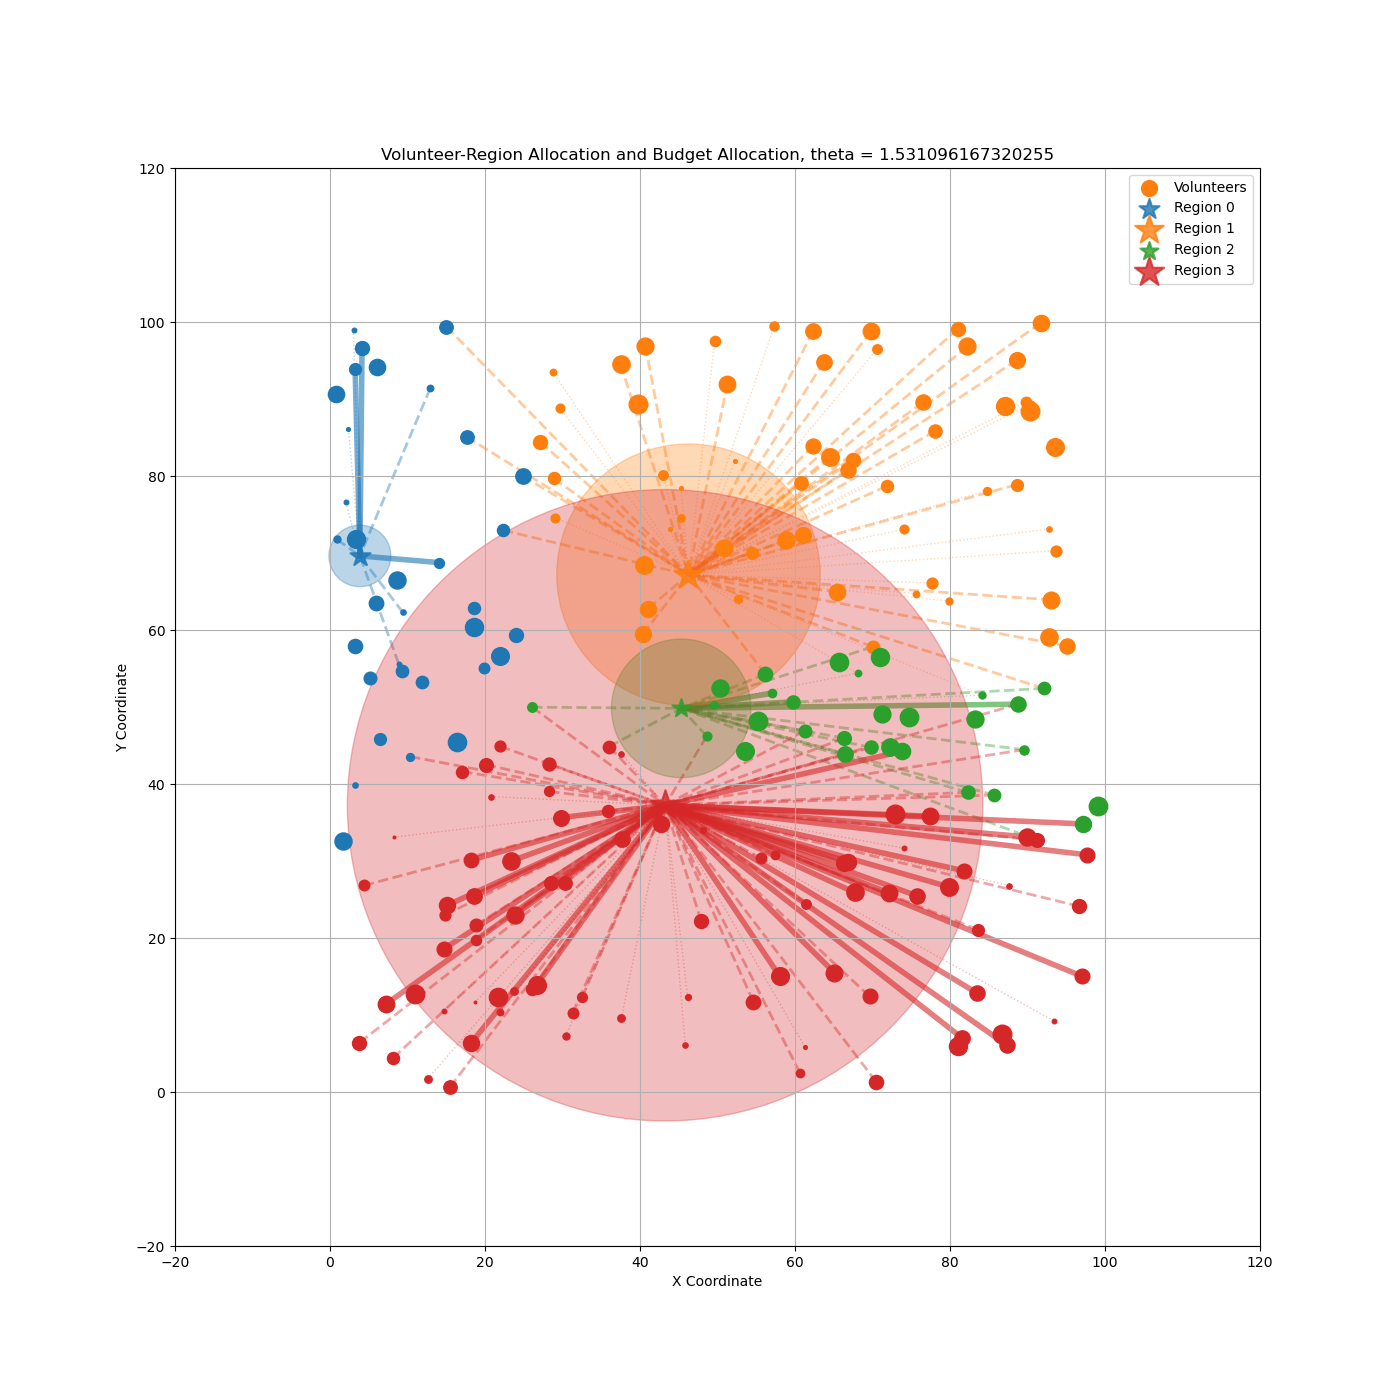 Volunteer-Region Allocation and Budget Allocation, theta = 1.531096167320255
Volunteers
Region 0
Region 1
Region 2
Region 3
120
100
80
60
40
20
0
−20
Y Coordinate
−20
0
20
40
60
80
100
120
X Coordinate